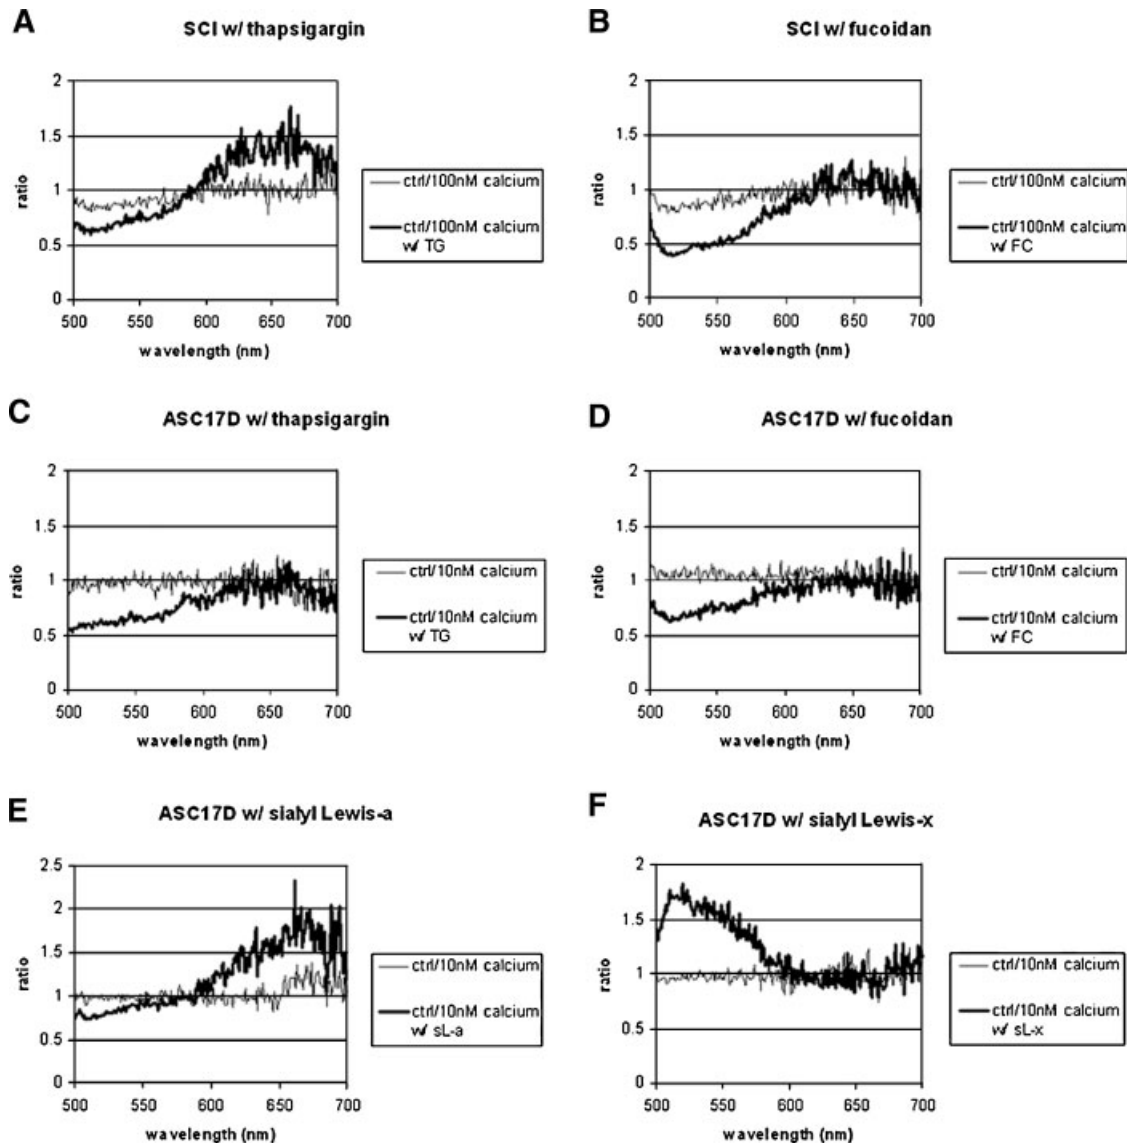 A
SCI w/ thapsigargin
2
1.5
1
0.5
0
ratio
500 550 600 650 700
wavelength (nm)
ctrl/100nM calcium
ctrl/100nM calcium
w/ TG
B
SCI w/ fucoidan
2
1.5
1
0.5
0
ratio
500 550 600 650 700
wavelength (nm)
ctrl/100nM calcium
ctrl/100nM calcium
w/ FC
C
ASC17D w/ thapsigargin
2
1.5
1
0.5
0
ratio
500 550 600 650 700
wavelength (nm)
ctrl/10nM calcium
ctrl/10nM calcium
w/ TG
D
ASC17D w/ fucoidan
2
1.5
1
0.5
0
ratio
500 550 600 650 700
wavelength (nm)
ctrl/10nM calcium
ctrl/10nM calcium
w/ FC
E
ASC17D w/ sialyl Lewis-a
2.5
2
1.5
1
0.5
0
ratio
500 550 600 650 700
wavelength (nm)
ctrl/10nM calcium
ctrl/10nM calcium
w/ sL-a
F
ASC17D w/ sialyl Lewis-x
2
1.5
1
0.5
0
ratio
500 550 600 650 700
wavelength (nm)
ctrl/10nM calcium
ctrl/10nM calcium
w/ sL-x